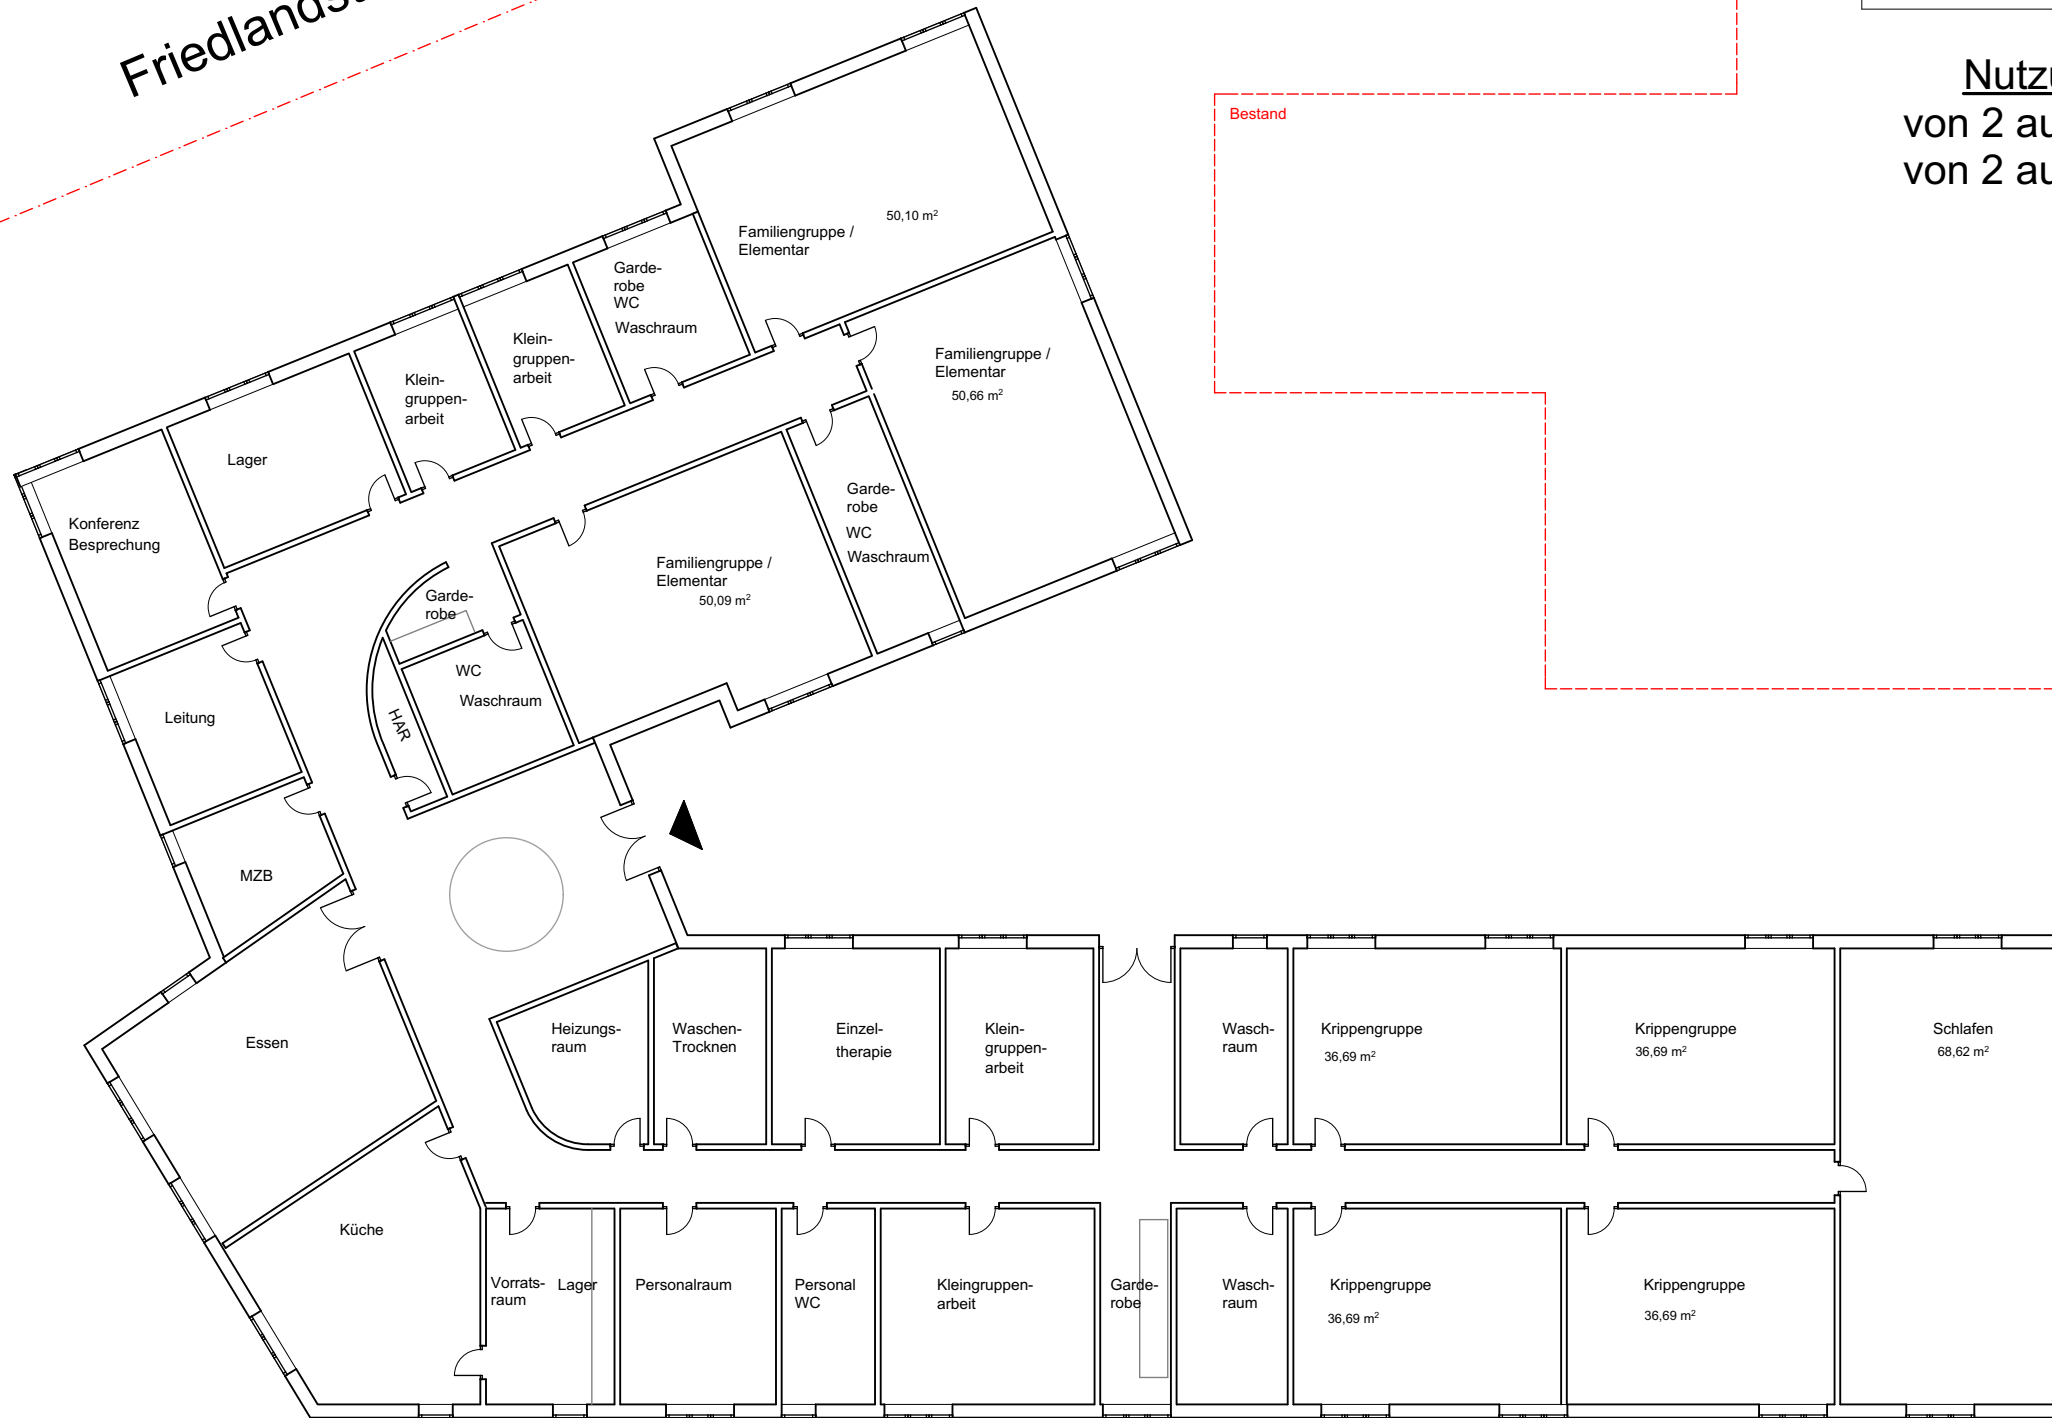 Bestand
50,10 m²
Familiengruppe /
Elementar
Garde-
robe
WC
Waschraum
Klein-
gruppen-
arbeit
Klein-
gruppen-
arbeit
Familiengruppe /
Elementar
50,66 m²
Lager
Konferenz
Besprechung
Garde-
robe
WC
Waschraum
Familiengruppe /
Elementar
50,09 m²
Garde-
robe
WC
Waschraum
HAR
Leitung
MZB
Essen
Heizungs-
raum
Waschen-
Trocknen
Einzel-
therapie
Klein-
gruppen-
arbeit
Wasch-
raum
Krippengruppe
36,69 m²
Krippengruppe
36,69 m²
Schlafen
68,62 m²
Küche
Vorrats-
raum
Lager
Personalraum
Personal
WC
Kleingruppen-
arbeit
Garde-
robe
Wasch-
raum
Krippengruppe
36,69 m²
Krippengruppe
36,69 m²
von 2
von 2